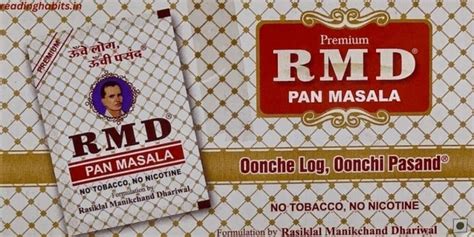 readinghabits.in
ऊँचे लोग,
ऊँची पसंद
RMD
PAN MASALA
NO TOBACCO, NO NICOTINE
Formulation by
Rasiklal Manikchand Dhariwal
Premium
RMD®
PAN MASALA
Oonche Log, Oonchi Pasand®
NO TOBACCO, NO NICOTINE
Formulation by Rasiklal Manikchand Dhariwal